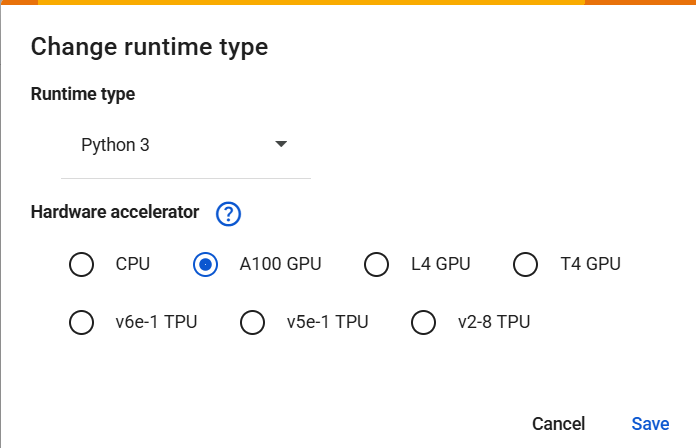 Change runtime type
Runtime type
Python 3
Hardware accelerator ?
CPU A100 GPU L4 GPU T4 GPU
v6e-1 TPU v5e-1 TPU v2-8 TPU
Cancel Save